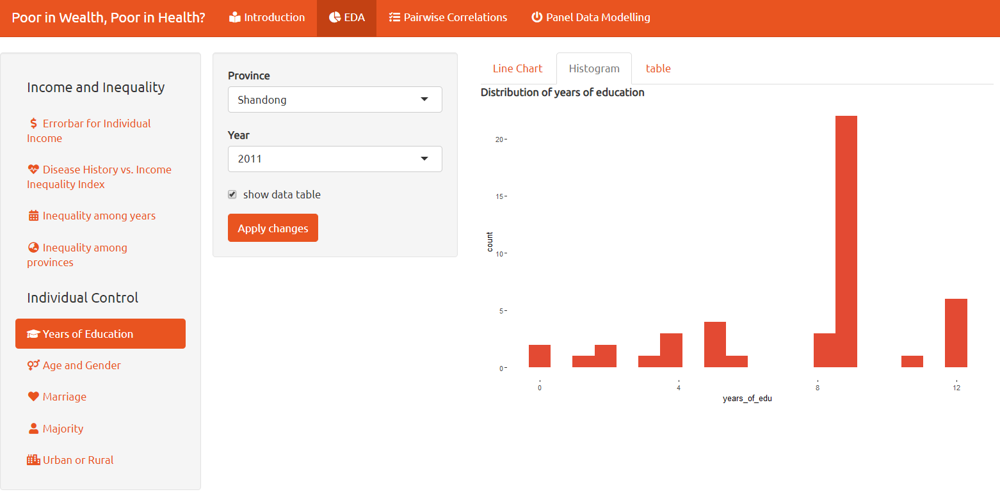 Poor in Wealth, Poor in Health?
Introduction
EDA
Pairwise Correlations
Panel Data Modelling
Income and Inequality
Errorbar for Individual
Income
Disease History vs. Income
Inequality Index
Inequality among years
Inequality among
provinces
Individual Control
Years of Education
Age and Gender
Marriage
Majority
Urban or Rural
Province
Shandong
Year
2011
show data table
Apply changes
Line Chart
Histogram
table
Distribution of years of education
20
15
10
5
0
count
0
4
8
12
years_of_edu